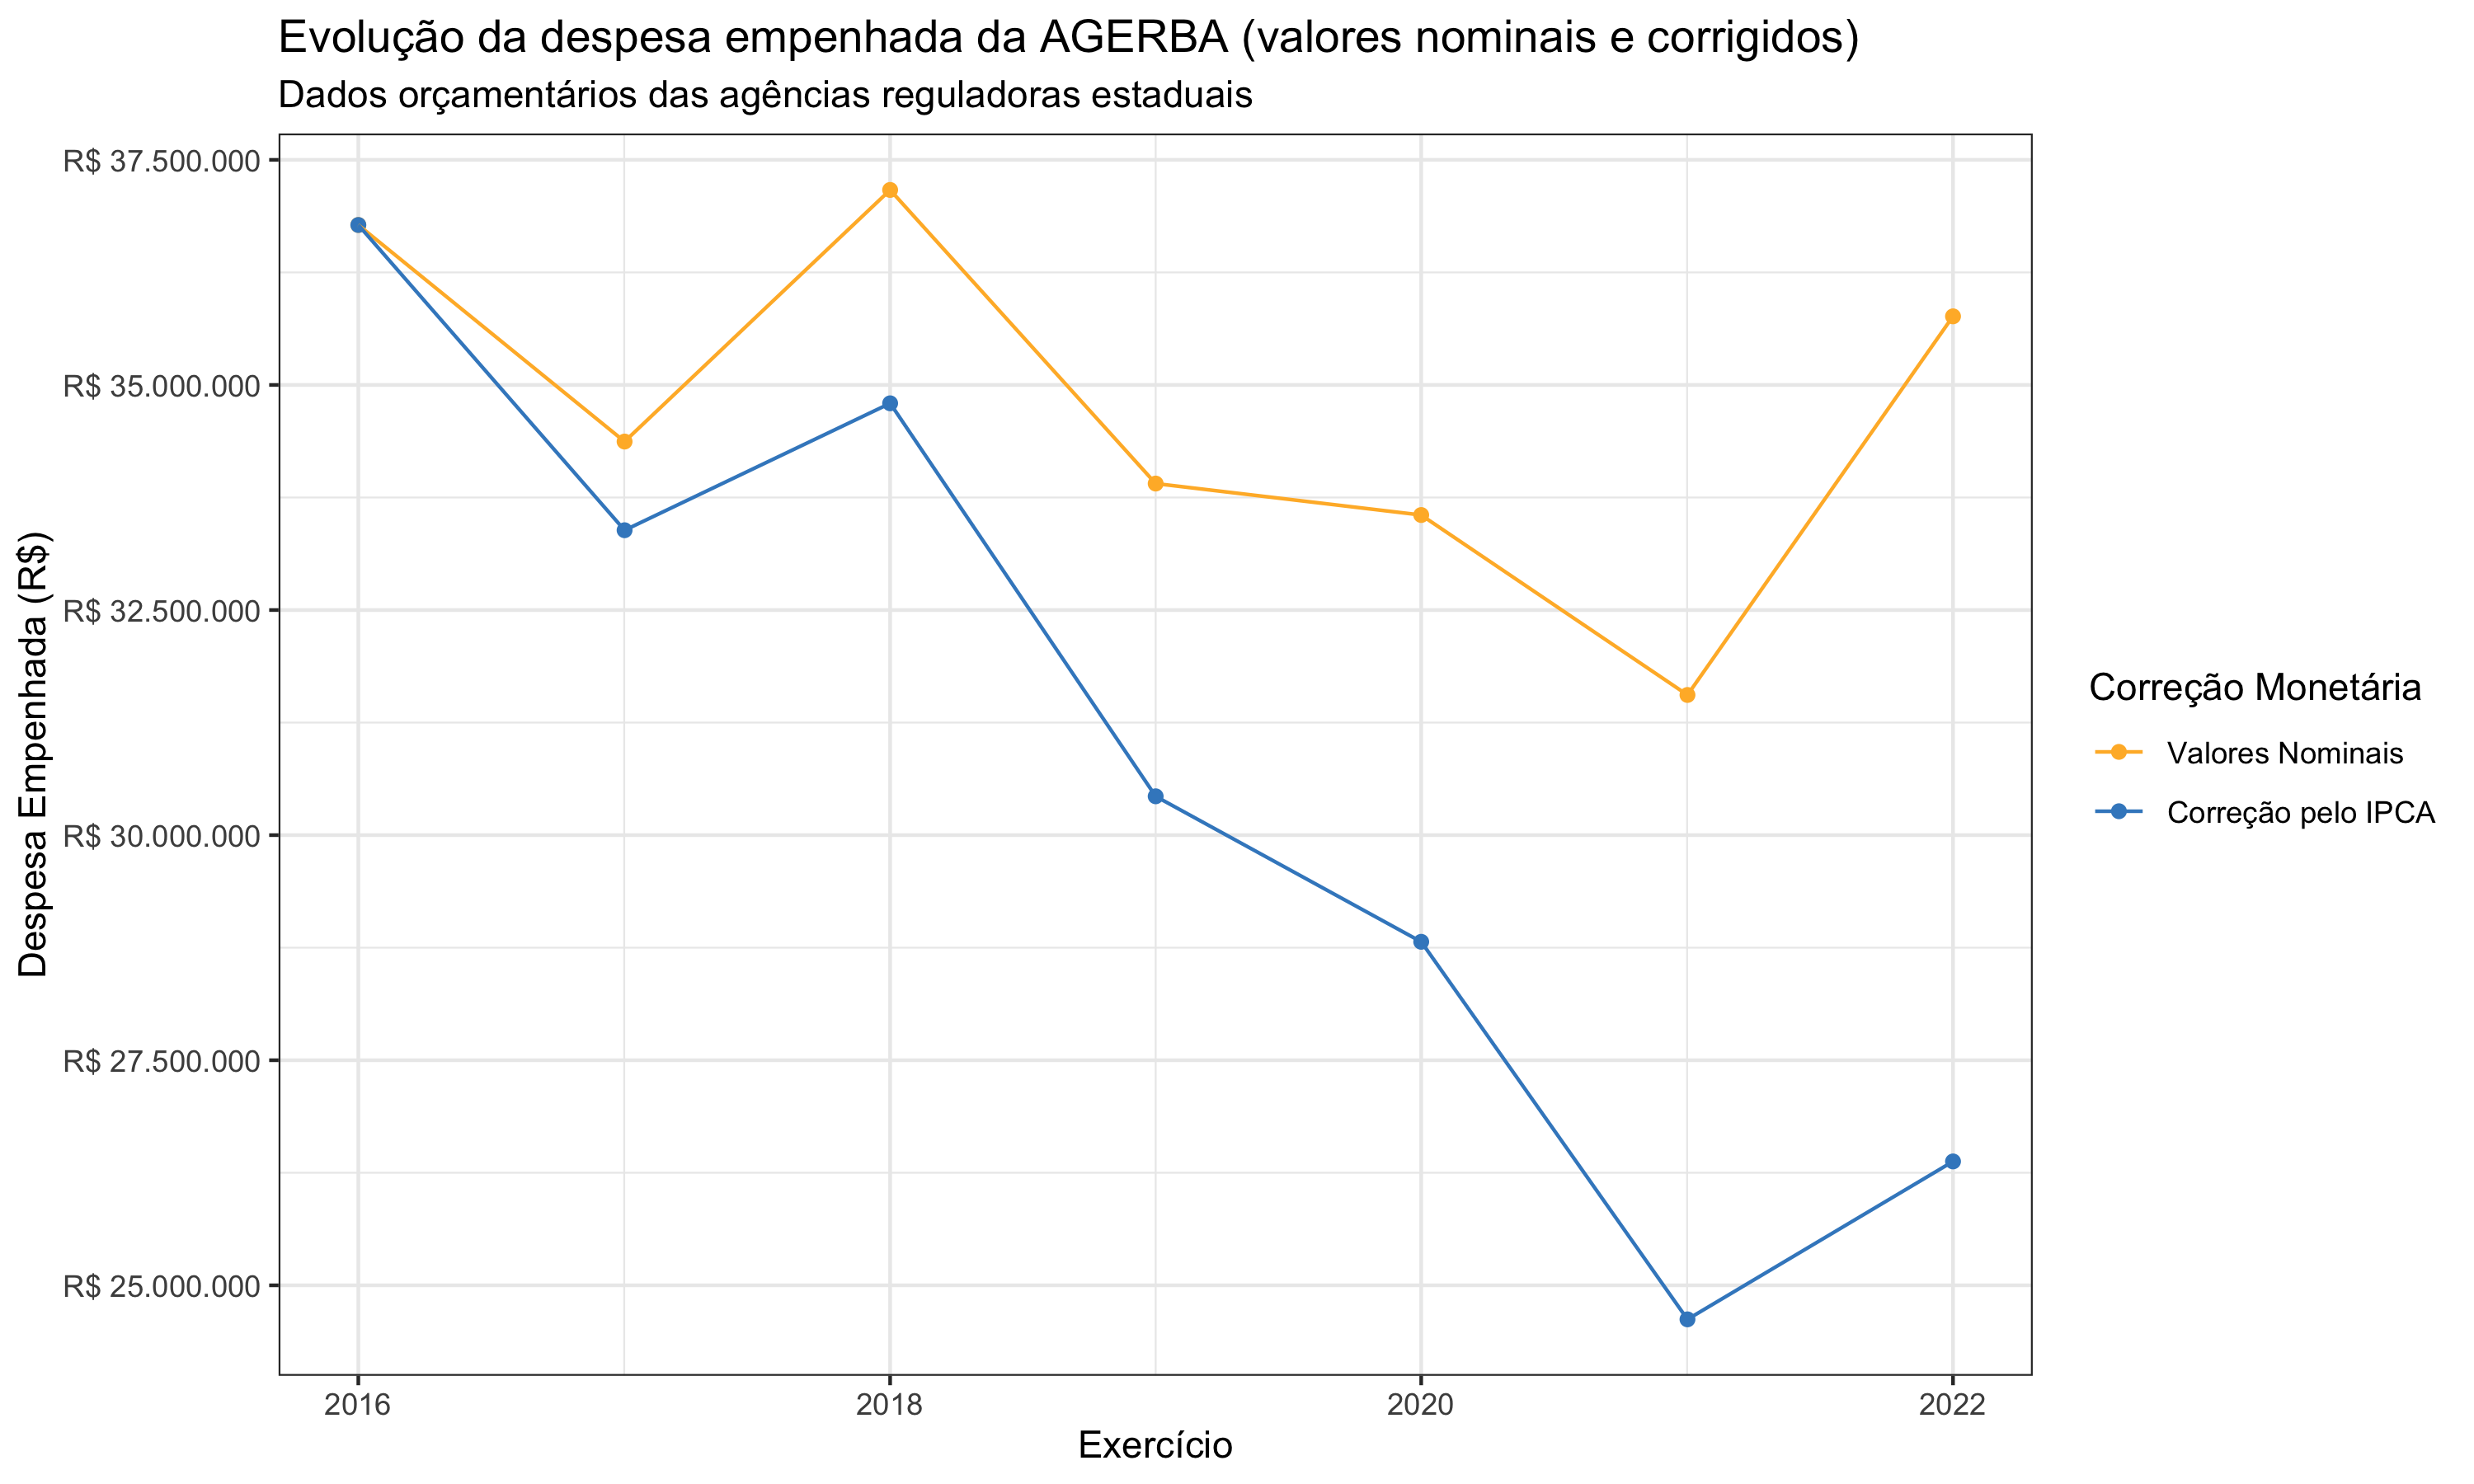 Evolução da despesa empenhada da AGERBA (valores nominais e corrigidos)
Dados orçamentários das agências reguladoras estaduais
R$ 37.500.000
R$ 35.000.000
R$ 32.500.000
R$ 30.000.000
R$ 27.500.000
R$ 25.000.000
Despesa Empenhada (R$)
2016
2018
2020
2022
Exercício
Correção Monetária
Valores Nominais
Correção pelo IPCA